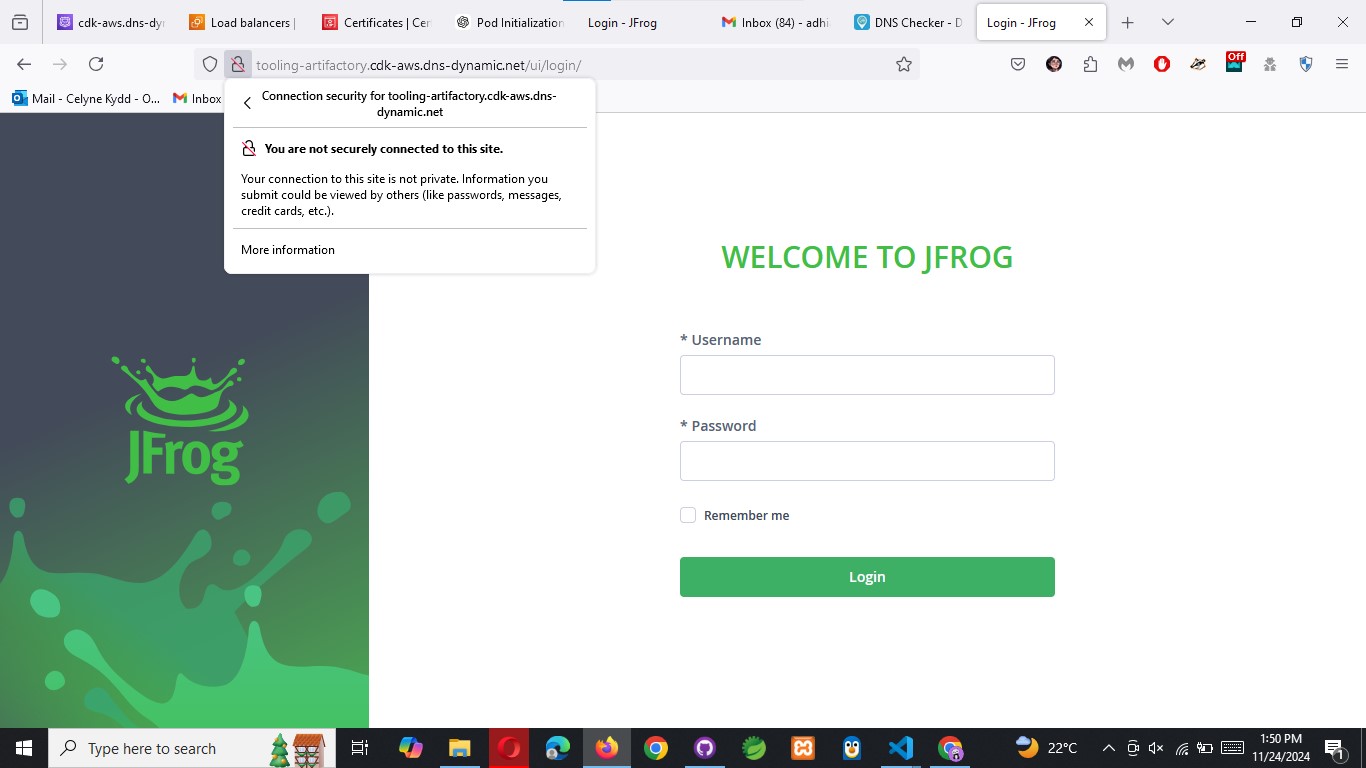 cdk-aws.dns-dyn
Load balancers |
Certificates | Cer
Pod Initialization
Login - JFrog
Inbox (84) - adhi
DNS Checker - D
Login - JFrog
tooling-artifactory.cdk-aws.dns-dynamic.net/ui/login/
Off
Mail - Celyne Kydd - O...
Inbox
Connection security for tooling-artifactory.cdk-aws.dns-
dynamic.net
You are not securely connected to this site.
Your connection to this site is not private. Information you
submit could be viewed by others (like passwords, messages,
credit cards, etc.).
More information
JFrog
WELCOME TO JFROG
* Username
* Password
Remember me
Login
Type here to search
22°C
1:50 PM
11/24/2024
1